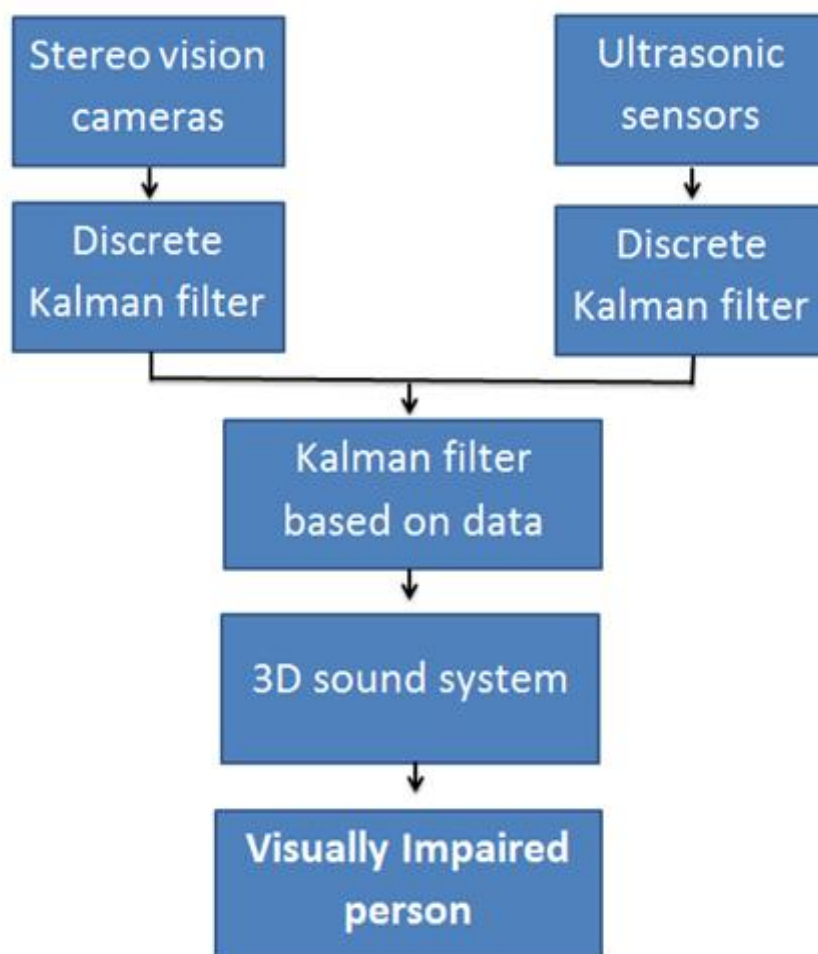 Stereo vision
cameras
Ultrasonic
sensors
Discrete
Kalman filter
Discrete
Kalman filter
Kalman filter
based on data
3D sound system
Visually Impaired
person